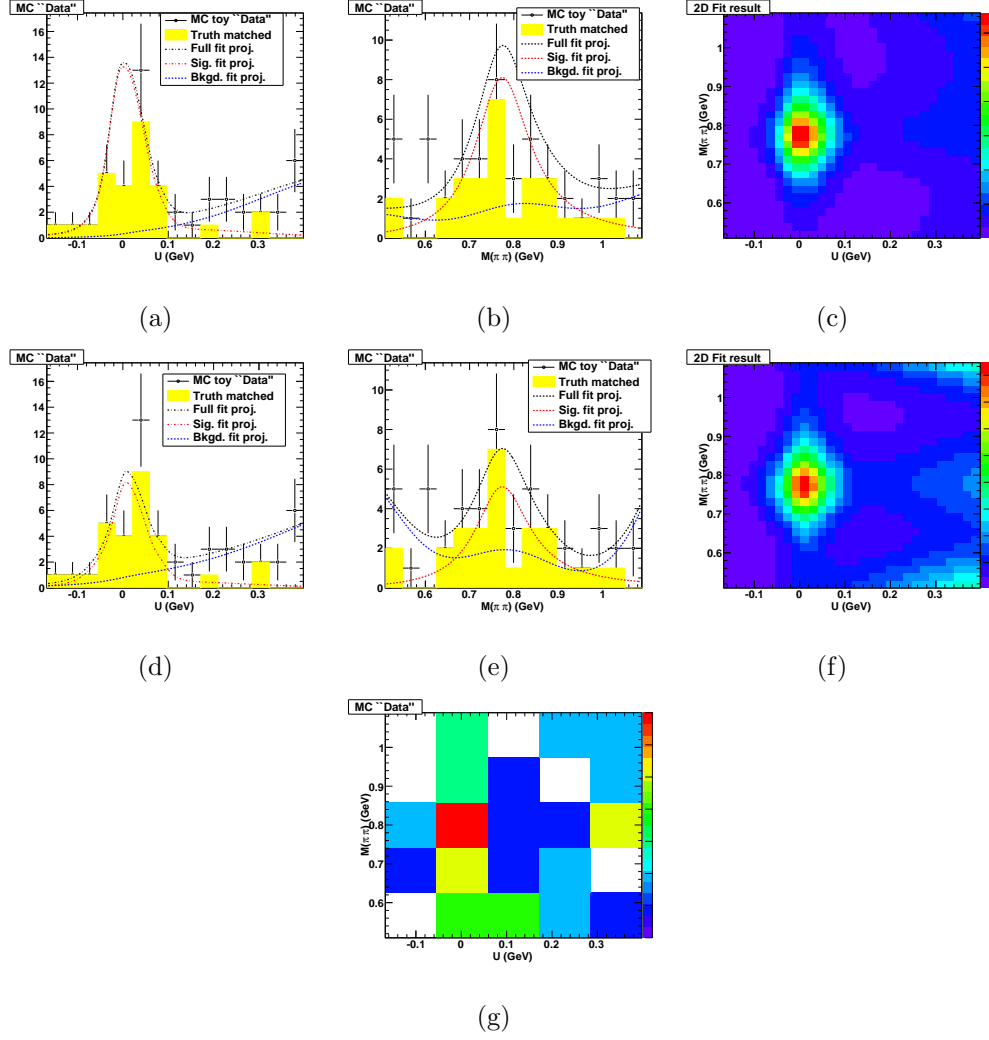 MC ``Data"
MC toy ``Data"
Truth matched
Full fit proj.
Sig. fit proj.
Bkgd. fit proj.
16
14
12
10
8
6
4
2
0
-0.1 0 0.1 0.2 0.3
U (GeV)
(a)
MC ``Data"
MC toy ``Data"
Truth matched
Full fit proj.
Sig. fit proj.
Bkgd. fit proj.
10
8
6
4
2
0
0.6 0.7 0.8 0.9 1
M(π π) (GeV)
(b)
2D Fit result
M(π π) (GeV)
1
0.9
0.8
0.7
0.6
-0.1 0 0.1 0.2 0.3
U (GeV)
(c)
MC ``Data"
MC toy ``Data"
Truth matched
Full fit proj.
Sig. fit proj.
Bkgd. fit proj.
16
14
12
10
8
6
4
2
0
-0.1 0 0.1 0.2 0.3
U (GeV)
(d)
MC ``Data"
MC toy ``Data"
Truth matched
Full fit proj.
Sig. fit proj.
Bkgd. fit proj.
10
8
6
4
2
0
0.6 0.7 0.8 0.9 1
M(π π) (GeV)
(e)
2D Fit result
M(π π) (GeV)
1
0.9
0.8
0.7
0.6
-0.1 0 0.1 0.2 0.3
U (GeV)
(f)
MC ``Data"
M(π π) (GeV)
1
0.9
0.8
0.7
0.6
-0.1 0 0.1 0.2 0.3
U (GeV)
(g)